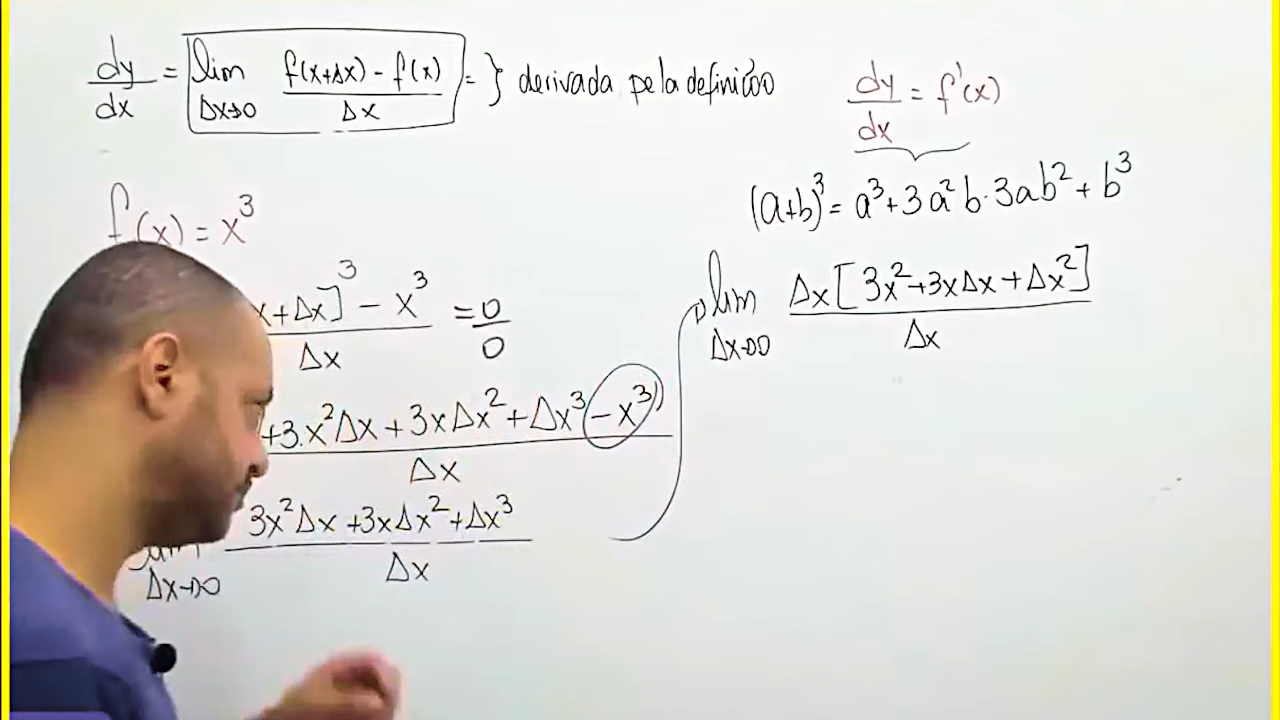 dy/dx = lim Δx→0 (f(x+Δx) - f(x))/Δx = } derivada pela definição
dy/dx = f'(x)
(a+b)³ = a³+3a²b·3ab²+b³
f(x) = x³
x+Δx]³ - x³ / Δx = 0/0
+3.x²Δx + 3xΔx² + Δx³ - x³) / Δx
lim Δx→0 3x²Δx +3xΔx²+Δx³ / Δx
lim Δx→0 Δx[3x²+3xΔx+Δx²] / Δx